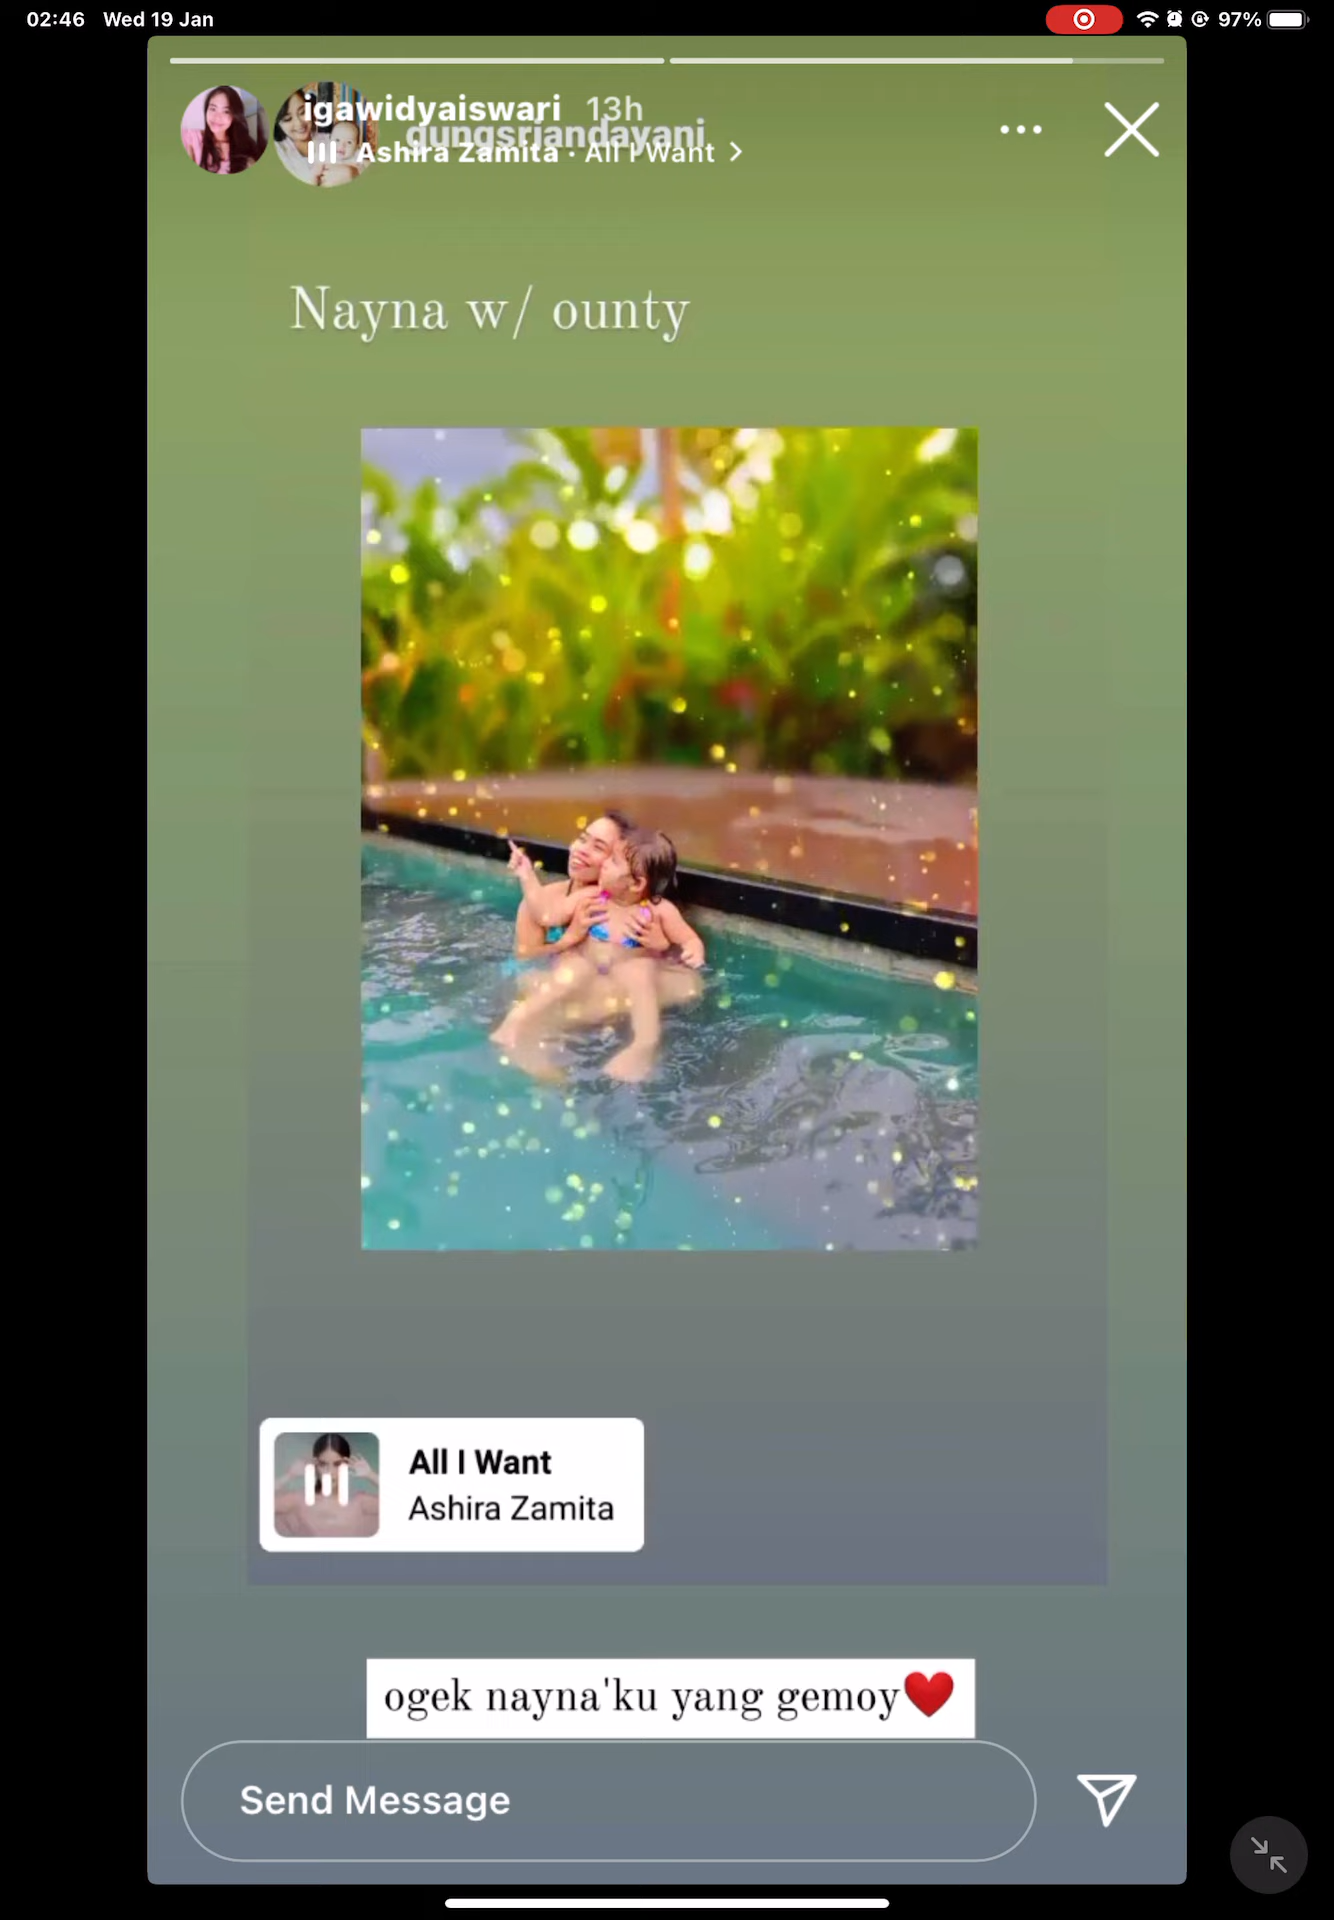 02:46 Wed 19 Jan
97%
igawidyaiswari 13h
dungsriandayani
Ashira Zamita · All I Want >
Nayna w/ ounty
All I Want
Ashira Zamita
ogek nayna'ku yang gemoy❤️
Send Message